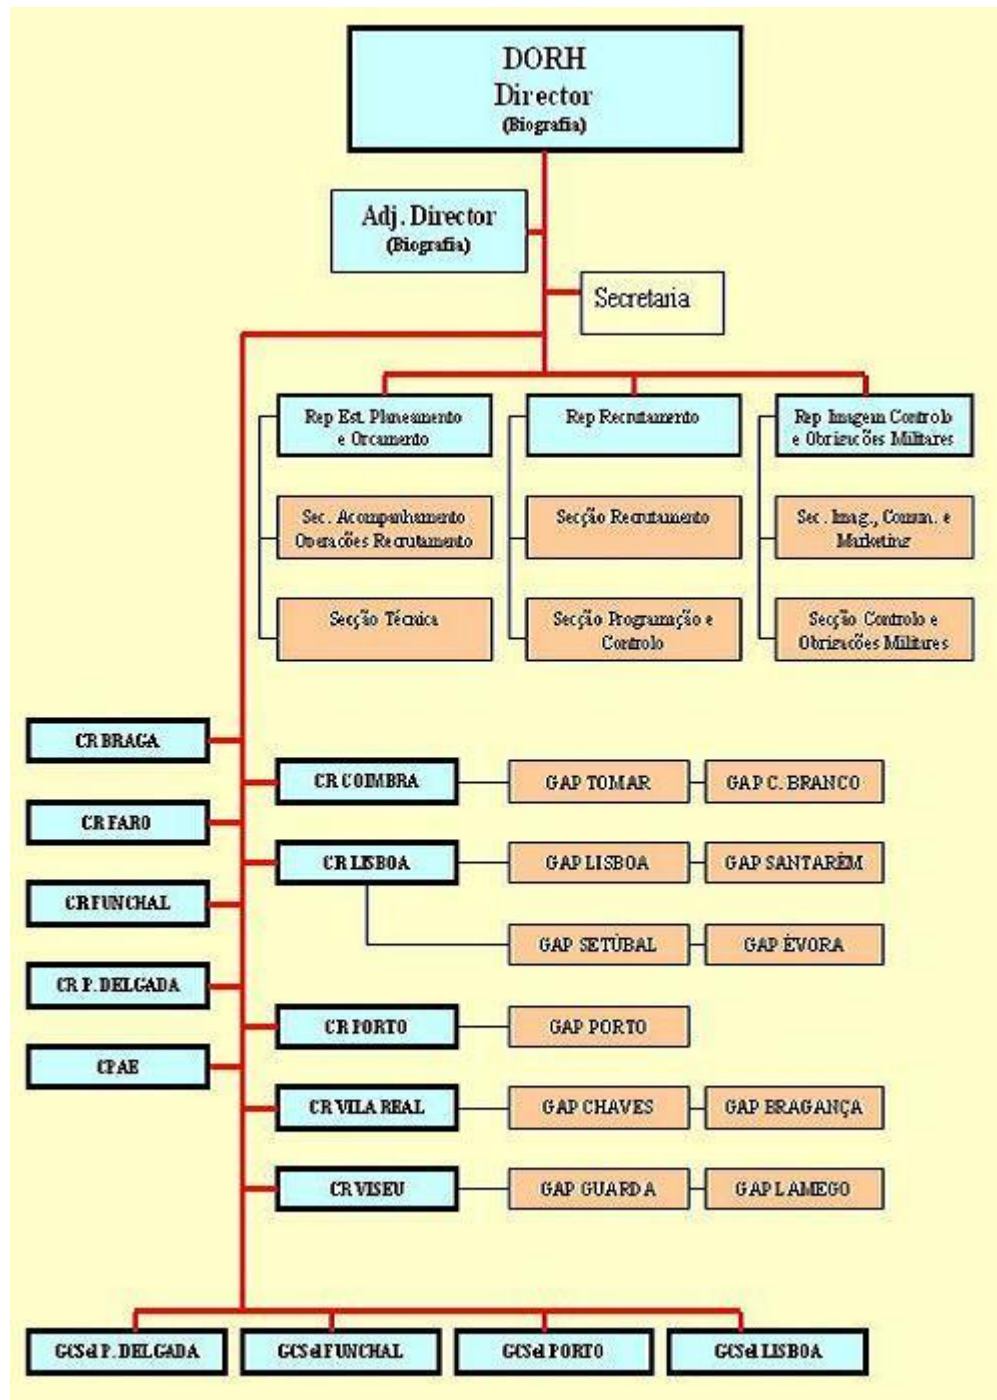 DORH
Director
(Biografia)
Adj. Director
(Biografia)
Secretaria
Rep Est. Planeamento
e Orcamento
Rep Recrutamento
Rep Imagem Controlo
e Obrigações Militares
Sec. Acompanhamento
Operações Recrutamento
Secção Recrutamento
Sec. Imag., Comun. e
Marketing
Secção Técnica
Secção Programação e
Controlo
Secção Controlo e
Obrigações Militares
CR BRAGA
CR COIMBRA
GAP TOMAR
GAP C. BRANCO
CR FARO
CR LISBOA
GAP LISBOA
GAP SANTARÉM
CR FUNCHAL
GAP SETÚBAL
GAP ÉVORA
CR P. DELGADA
CR PORTO
GAP PORTO
CPAE
CR VILA REAL
GAP CHAVES
GAP BRAGANÇA
CR VISEU
GAP GUARDA
GAP LAMEGO
GCSel P. DELGADA
GCSel FUNCHAL
GCSel PORTO
GCSel LISBOA